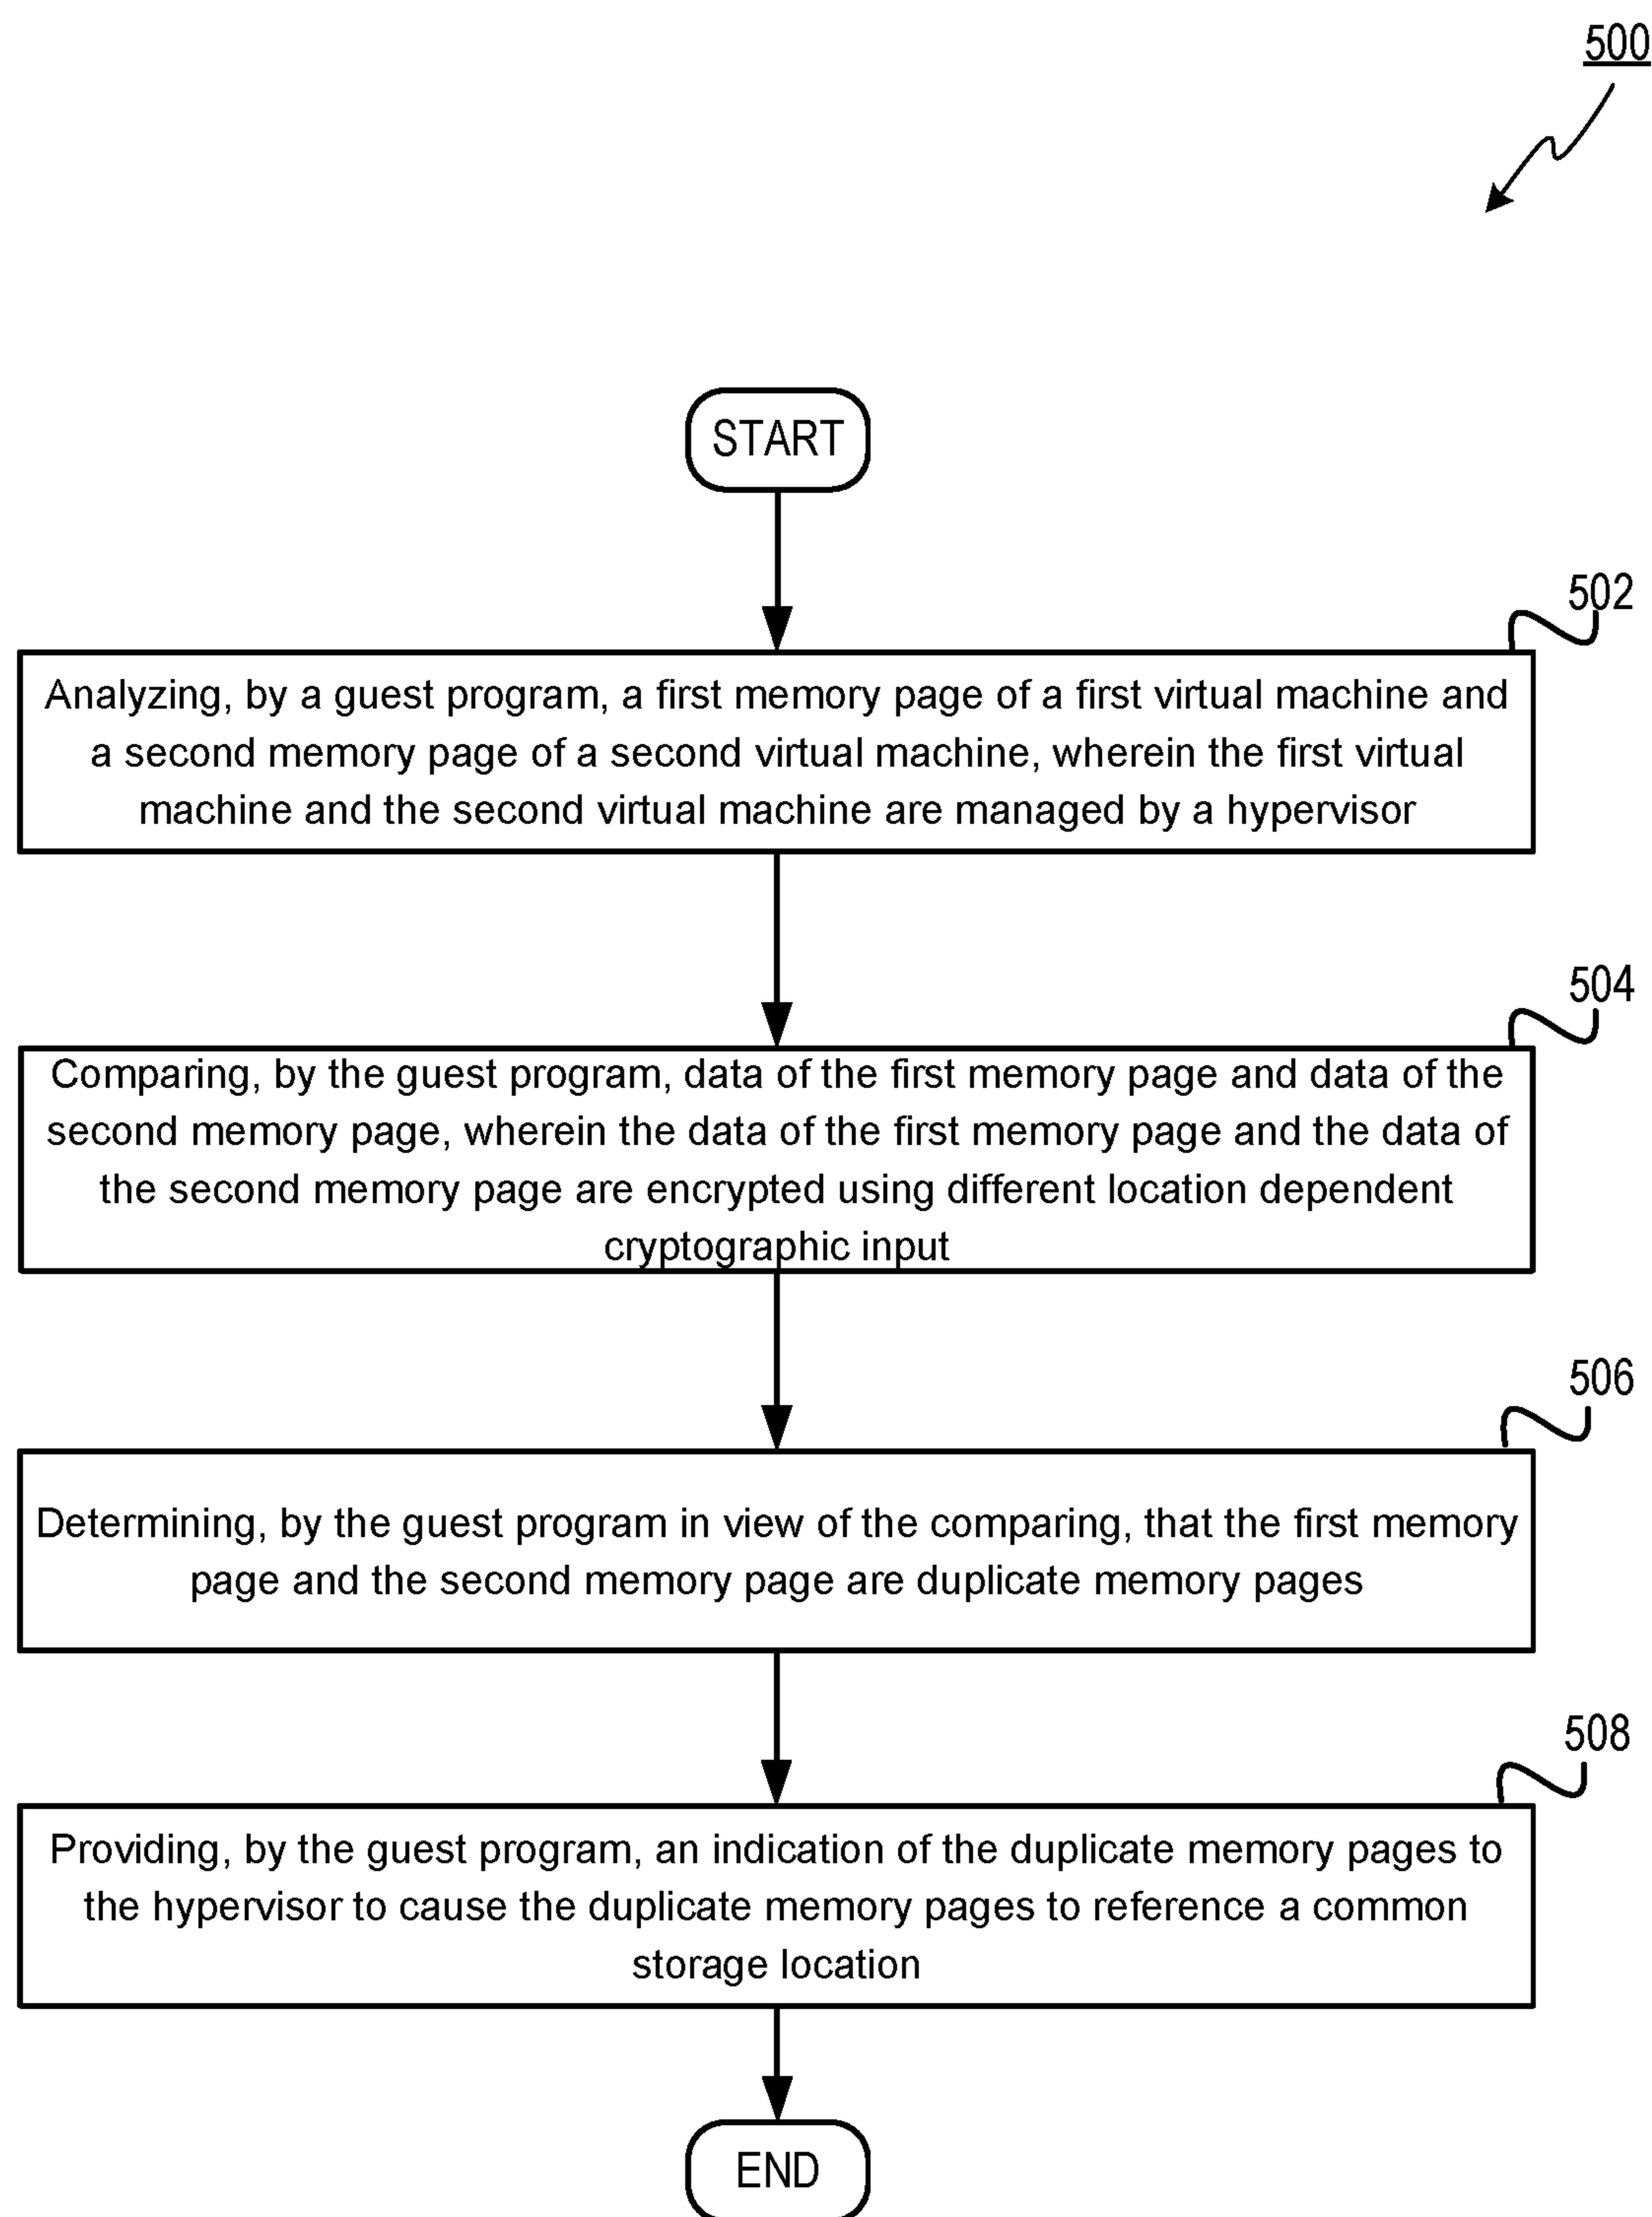 500
START
502
Analyzing, by a guest program, a first memory page of a first virtual machine and
a second memory page of a second virtual machine, wherein the first virtual
machine and the second virtual machine are managed by a hypervisor
504
Comparing, by the guest program, data of the first memory page and data of the
second memory page, wherein the data of the first memory page and the data of
the second memory page are encrypted using different location dependent
cryptographic input
506
Determining, by the guest program in view of the comparing, that the first memory
page and the second memory page are duplicate memory pages
508
Providing, by the guest program, an indication of the duplicate memory pages to
the hypervisor to cause the duplicate memory pages to reference a common
storage location
END